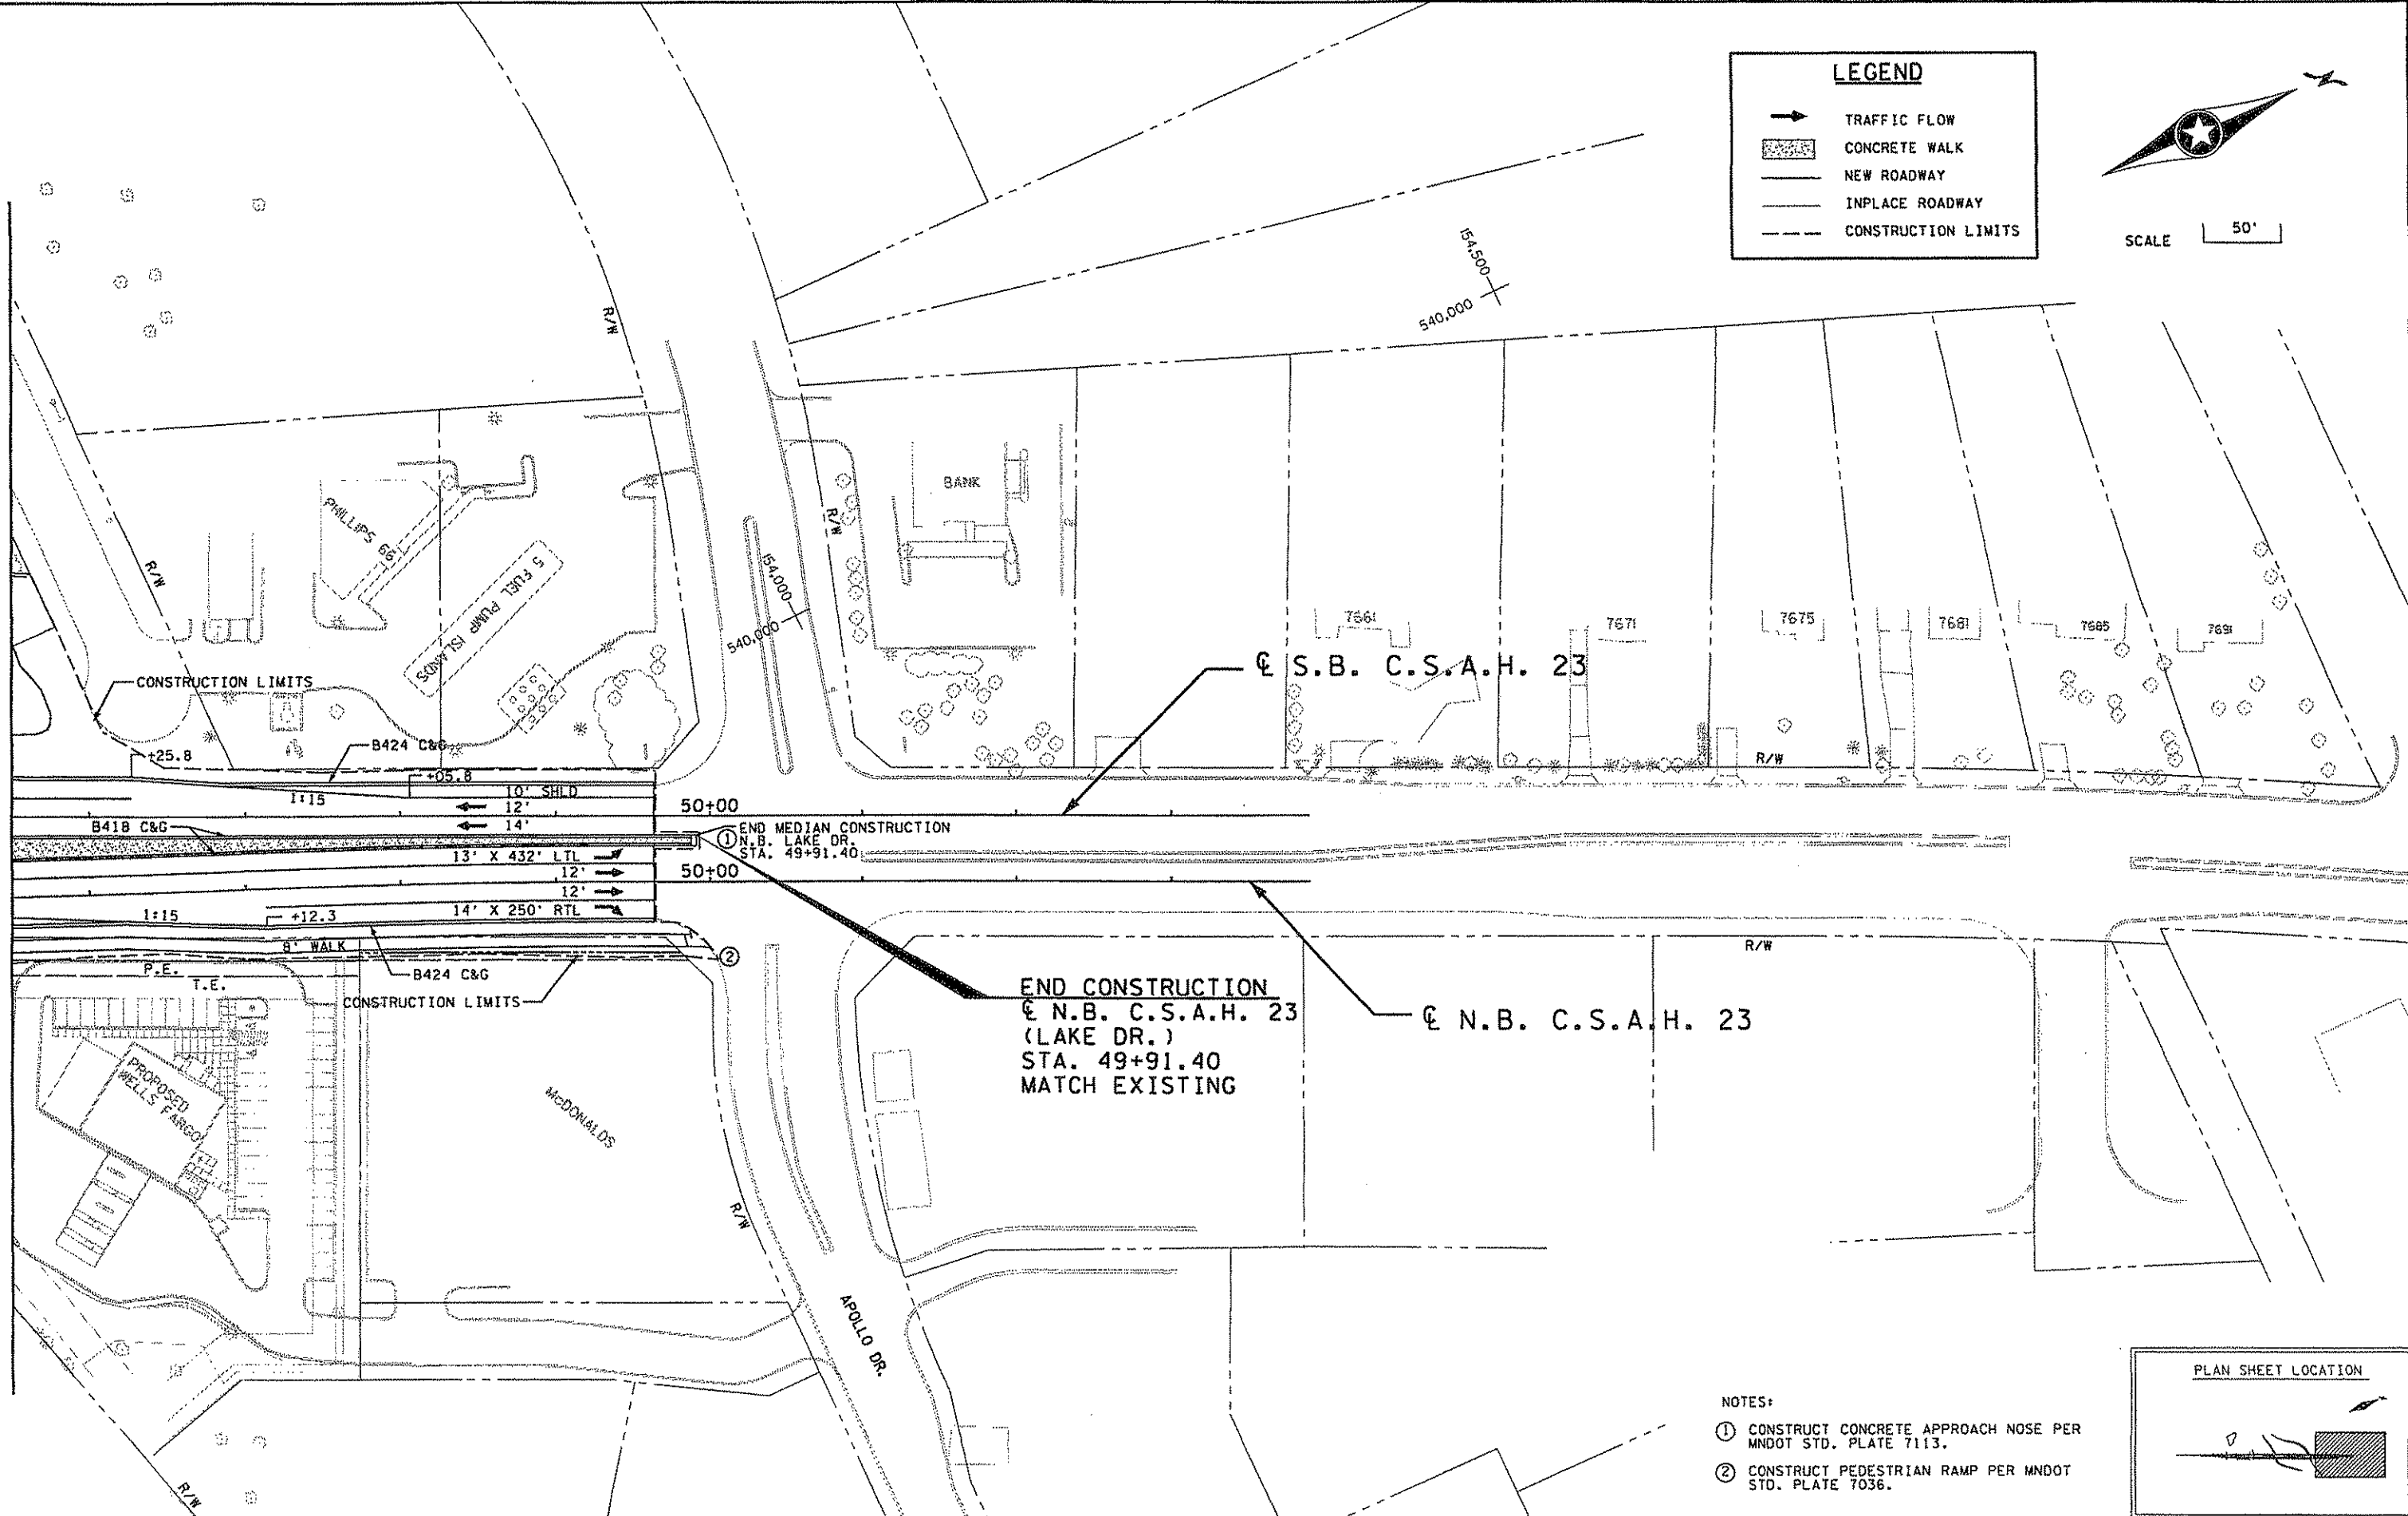 LEGEND
TRAFFIC FLOW
CONCRETE WALK
NEW ROADWAY
INPLACE ROADWAY
CONSTRUCTION LIMITS
SCALE 50'
154,500
540,000
R/W
R/W
R/W
BANK
PHILLIPS 66
5 FUEL PUMP ISLANDS
154,000
540,000
7661
7671
7675
7681
7685
7691
℄ S.B. C.S.A.H. 23
CONSTRUCTION LIMITS
+25.8
B424 C&G
+05.8
R/W
1:15
10' SHLD
12'
50+00
14'
B418 C&G
① END MEDIAN CONSTRUCTION
N.B. LAKE DR.
STA. 49+91.40
13' X 432' LTL
12'
50+00
12'
1:15
+12.3
14' X 250' RTL
8' WALK
②
R/W
P.E.
T.E.
B424 C&G
CONSTRUCTION LIMITS
END CONSTRUCTION
℄ N.B. C.S.A.H. 23
(LAKE DR.)
STA. 49+91.40
MATCH EXISTING
℄ N.B. C.S.A.H. 23
PROPOSED
WELLS FARGO
McDONALDS
R/W
APOLLO DR.
R/W
NOTES:
① CONSTRUCT CONCRETE APPROACH NOSE PER
MNDOT STD. PLATE 7113.
② CONSTRUCT PEDESTRIAN RAMP PER MNDOT
STD. PLATE 7036.
PLAN SHEET LOCATION